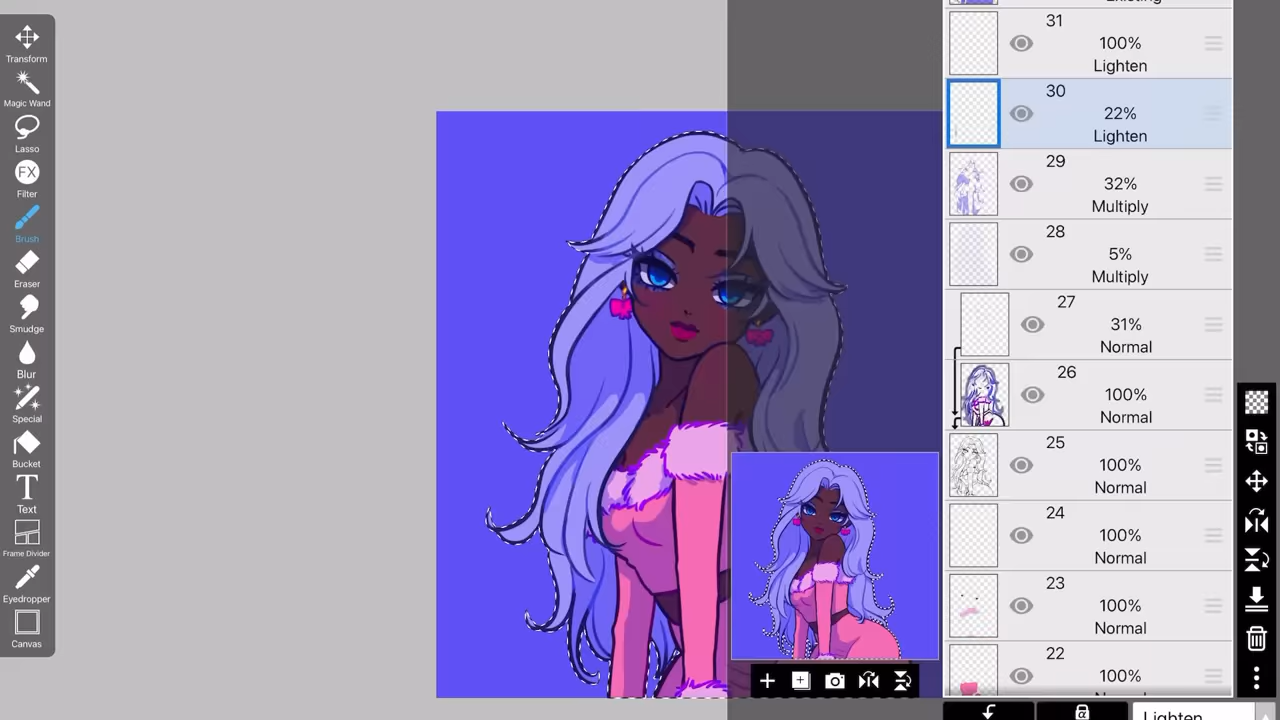 Transform
Magic Wand
Lasso
FX
Filter
Brush
Eraser
Smudge
Blur
Special
Bucket
T
Text
Frame Divider
Eyedropper
Canvas
Existing
31
100%
Lighten
30
22%
Lighten
29
32%
Multiply
28
5%
Multiply
27
31%
Normal
26
100%
Normal
25
100%
Normal
24
100%
Normal
23
100%
Normal
22
100%
Lighten